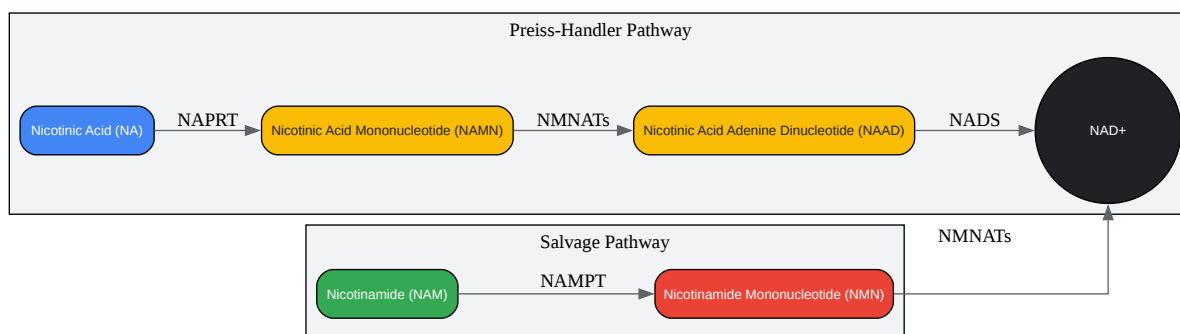 Preiss-Handler Pathway
Nicotinic Acid (NA)
NAPRT
Nicotinic Acid Mononucleotide (NAMN)
NMNATs
Nicotinic Acid Adenine Dinucleotide (NAAD)
NADS
NAD+
Salvage Pathway
NMNATs
Nicotinamide (NAM)
NAMPT
Nicotinamide Mononucleotide (NMN)